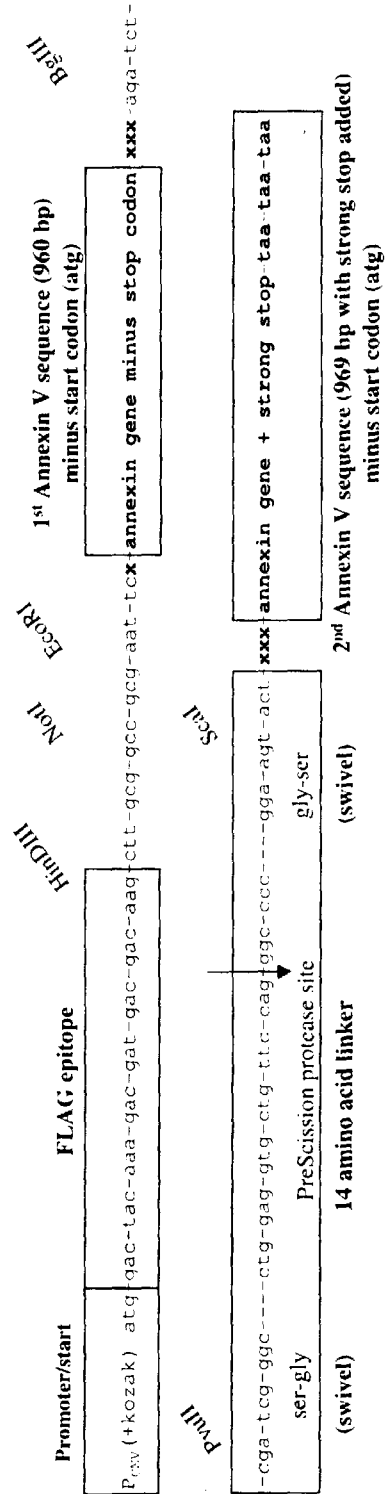 1st Annexin V sequence (960 bp)
Promoter/start FLAG epitope HinDIII NotI EcoRI minus start codon (atg) BglII
PCMV(+kozak) atg-gac-tac-aaa-gac-gat-gac-gac-aag-ctt-gcg-gcc-gcg-aat-tcx-annexin gene minus stop codon xxx-aga-tct-
PvuII ScaI
-cga-tcg-ggc----ctg-gag-gtg-ctg-ttc-cag-ggc-ccc----gga-agt-act-xxx-annexin gene + strong stop-taa-taa-taa
ser-gly PreScission protease site gly-ser
(swivel) 14 amino acid linker (swivel) 2nd Annexin V sequence (969 bp with strong stop added)
minus start codon (atg)